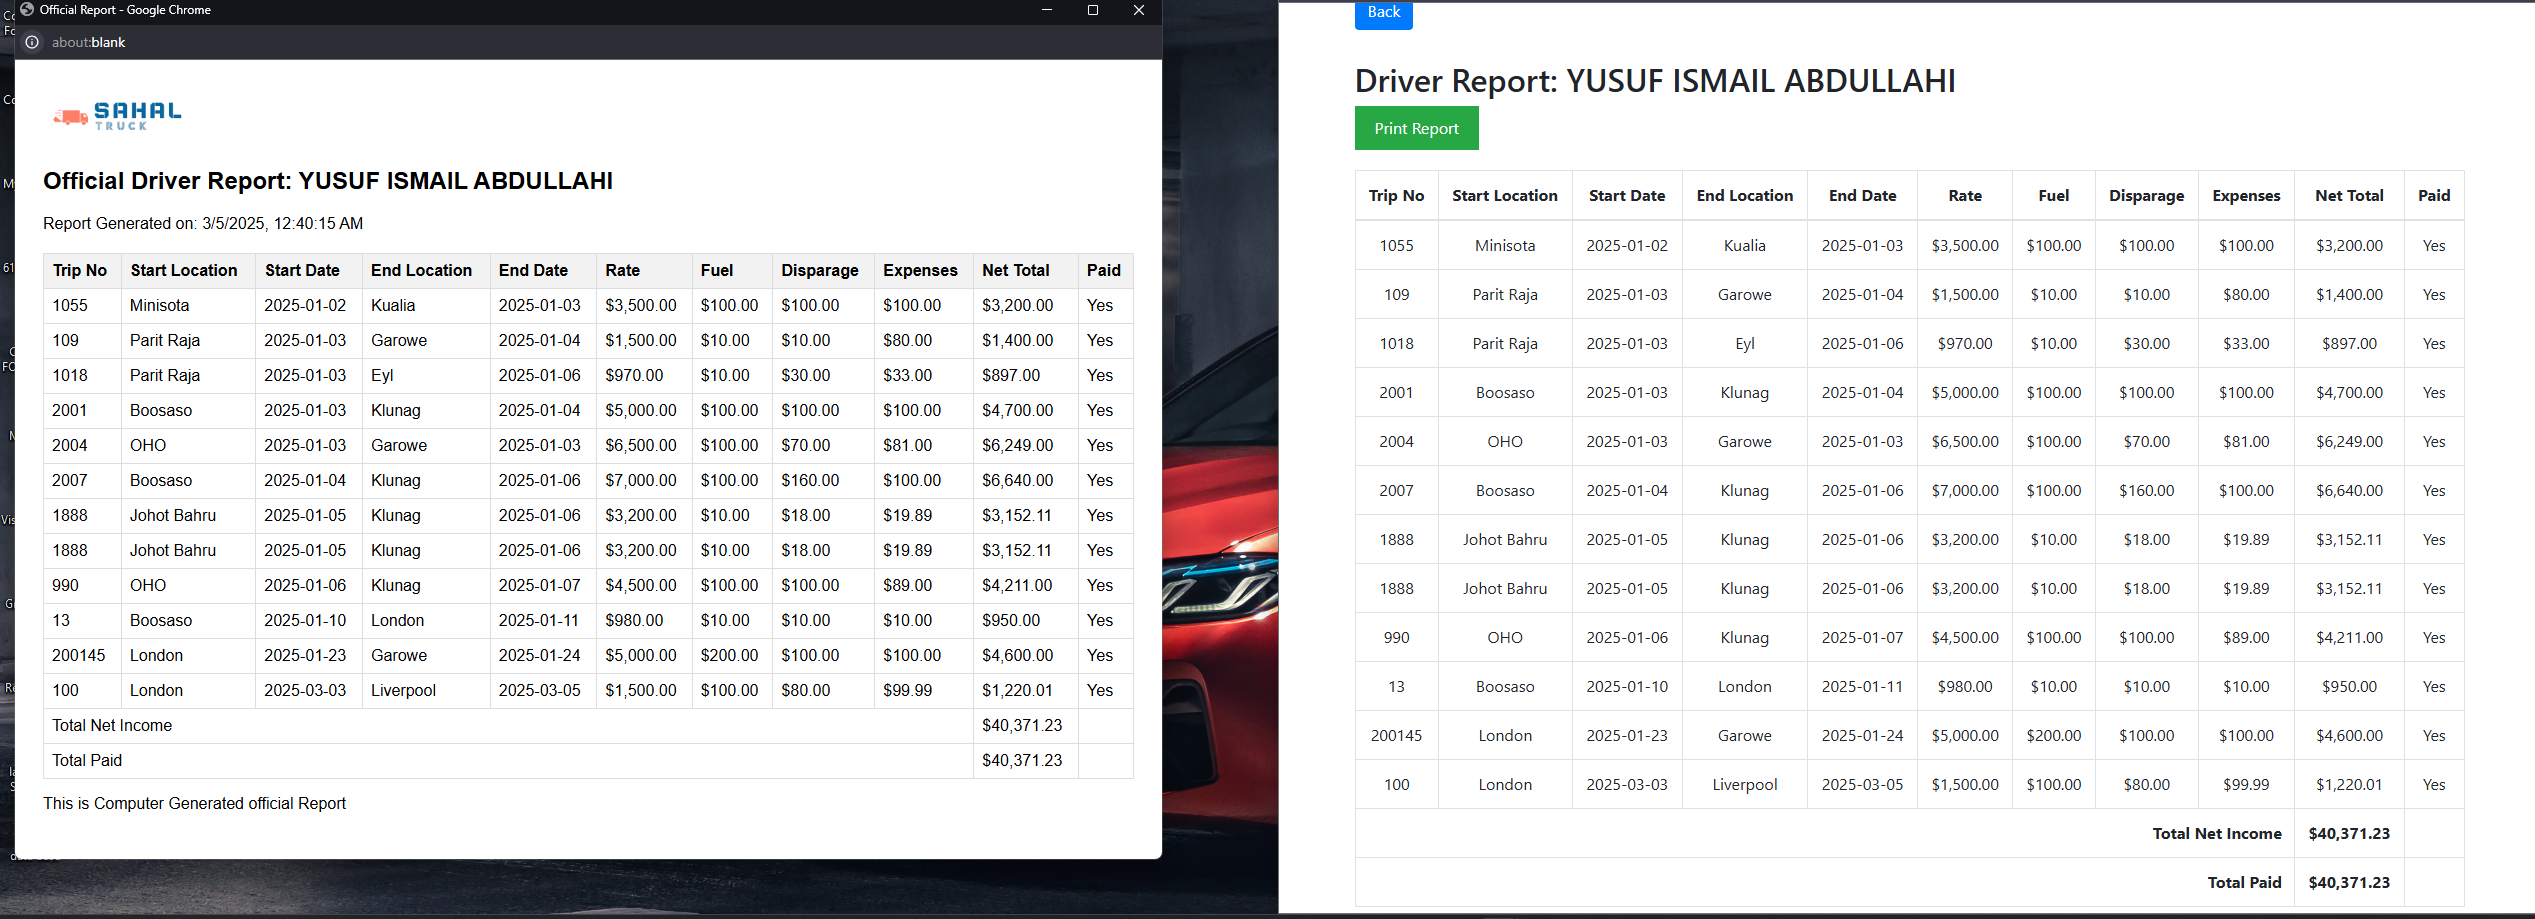 Official Report - Google Chrome
about:blank
SAHAL
TRUCK
Official Driver Report: YUSUF ISMAIL ABDULLAHI
Report Generated on: 3/5/2025, 12:40:15 AM
Trip No Start Location Start Date End Location End Date Rate Fuel Disparage Expenses Net Total Paid
1055 Minisota 2025-01-02 Kualia 2025-01-03 $3,500.00 $100.00 $100.00 $100.00 $3,200.00 Yes
109 Parit Raja 2025-01-03 Garowe 2025-01-04 $1,500.00 $10.00 $10.00 $80.00 $1,400.00 Yes
1018 Parit Raja 2025-01-03 Eyl 2025-01-06 $970.00 $10.00 $30.00 $33.00 $897.00 Yes
2001 Boosaso 2025-01-03 Klunag 2025-01-04 $5,000.00 $100.00 $100.00 $100.00 $4,700.00 Yes
2004 OHO 2025-01-03 Garowe 2025-01-03 $6,500.00 $100.00 $70.00 $81.00 $6,249.00 Yes
2007 Boosaso 2025-01-04 Klunag 2025-01-06 $7,000.00 $100.00 $160.00 $100.00 $6,640.00 Yes
1888 Johot Bahru 2025-01-05 Klunag 2025-01-06 $3,200.00 $10.00 $18.00 $19.89 $3,152.11 Yes
1888 Johot Bahru 2025-01-05 Klunag 2025-01-06 $3,200.00 $10.00 $18.00 $19.89 $3,152.11 Yes
990 OHO 2025-01-06 Klunag 2025-01-07 $4,500.00 $100.00 $100.00 $89.00 $4,211.00 Yes
13 Boosaso 2025-01-10 London 2025-01-11 $980.00 $10.00 $10.00 $10.00 $950.00 Yes
200145 London 2025-01-23 Garowe 2025-01-24 $5,000.00 $200.00 $100.00 $100.00 $4,600.00 Yes
100 London 2025-03-03 Liverpool 2025-03-05 $1,500.00 $100.00 $80.00 $99.99 $1,220.01 Yes
Total Net Income $40,371.23
Total Paid $40,371.23
This is Computer Generated official Report
Back
Driver Report: YUSUF ISMAIL ABDULLAHI
Print Report
Trip No Start Location Start Date End Location End Date Rate Fuel Disparage Expenses Net Total Paid
1055 Minisota 2025-01-02 Kualia 2025-01-03 $3,500.00 $100.00 $100.00 $100.00 $3,200.00 Yes
109 Parit Raja 2025-01-03 Garowe 2025-01-04 $1,500.00 $10.00 $10.00 $80.00 $1,400.00 Yes
1018 Parit Raja 2025-01-03 Eyl 2025-01-06 $970.00 $10.00 $30.00 $33.00 $897.00 Yes
2001 Boosaso 2025-01-03 Klunag 2025-01-04 $5,000.00 $100.00 $100.00 $100.00 $4,700.00 Yes
2004 OHO 2025-01-03 Garowe 2025-01-03 $6,500.00 $100.00 $70.00 $81.00 $6,249.00 Yes
2007 Boosaso 2025-01-04 Klunag 2025-01-06 $7,000.00 $100.00 $160.00 $100.00 $6,640.00 Yes
1888 Johot Bahru 2025-01-05 Klunag 2025-01-06 $3,200.00 $10.00 $18.00 $19.89 $3,152.11 Yes
1888 Johot Bahru 2025-01-05 Klunag 2025-01-06 $3,200.00 $10.00 $18.00 $19.89 $3,152.11 Yes
990 OHO 2025-01-06 Klunag 2025-01-07 $4,500.00 $100.00 $100.00 $89.00 $4,211.00 Yes
13 Boosaso 2025-01-10 London 2025-01-11 $980.00 $10.00 $10.00 $10.00 $950.00 Yes
200145 London 2025-01-23 Garowe 2025-01-24 $5,000.00 $200.00 $100.00 $100.00 $4,600.00 Yes
100 London 2025-03-03 Liverpool 2025-03-05 $1,500.00 $100.00 $80.00 $99.99 $1,220.01 Yes
Total Net Income $40,371.23
Total Paid $40,371.23